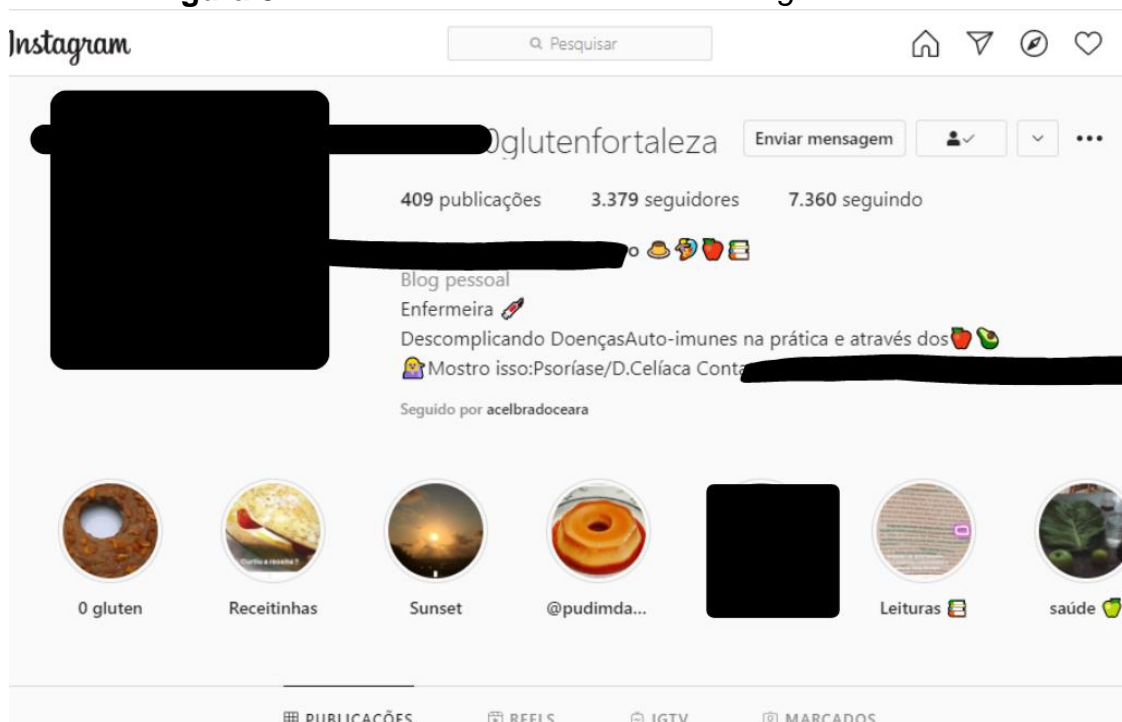 Instagram
Pesquisar
0glutenfortaleza Enviar mensagem
409 publicações 3.379 seguidores 7.360 seguindo
o
Blog pessoal
Enfermeira
Descomplicando DoençasAuto-imunes na prática e através dos
Mostro isso:Psoríase/D.Celíaca Conta
Seguido por acelbradoceara
Curtiu a receita ?
0 gluten Receitinhas Sunset @pudimda... Leituras saúde
PUBLICAÇÕES REELS IGTV MARCADOS